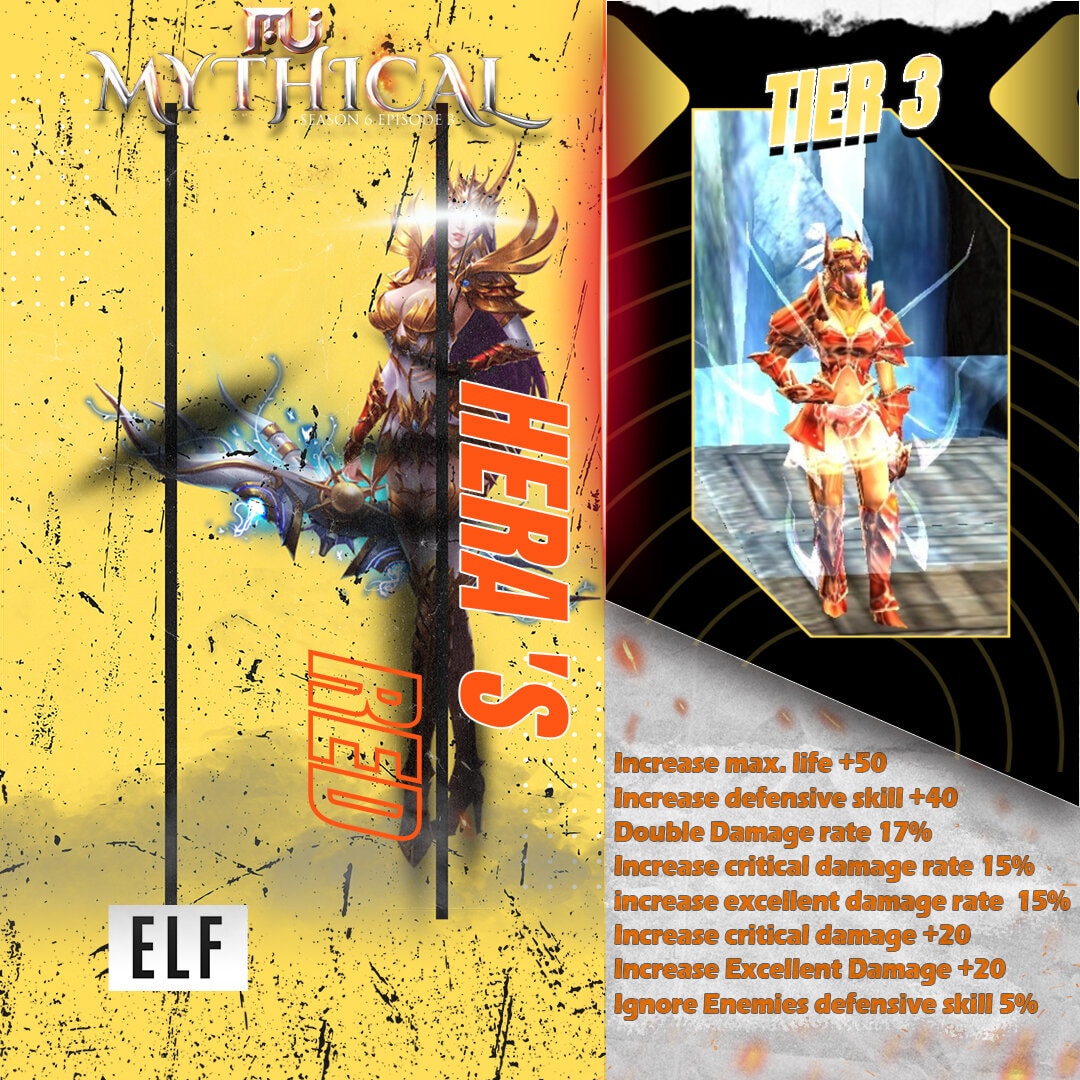 MU
MYTHICAL
SEASON 6 EPISODE 3
TIER 3
HERA 'S
RED
ELF
Increase max. life +50
Increase defensive skill +40
Double Damage rate 17%
Increase critical damage rate 15%
increase excellent damage rate 15%
Increase critical damage +20
Increase Excellent Damage +20
Ignore Enemies defensive skill 5%